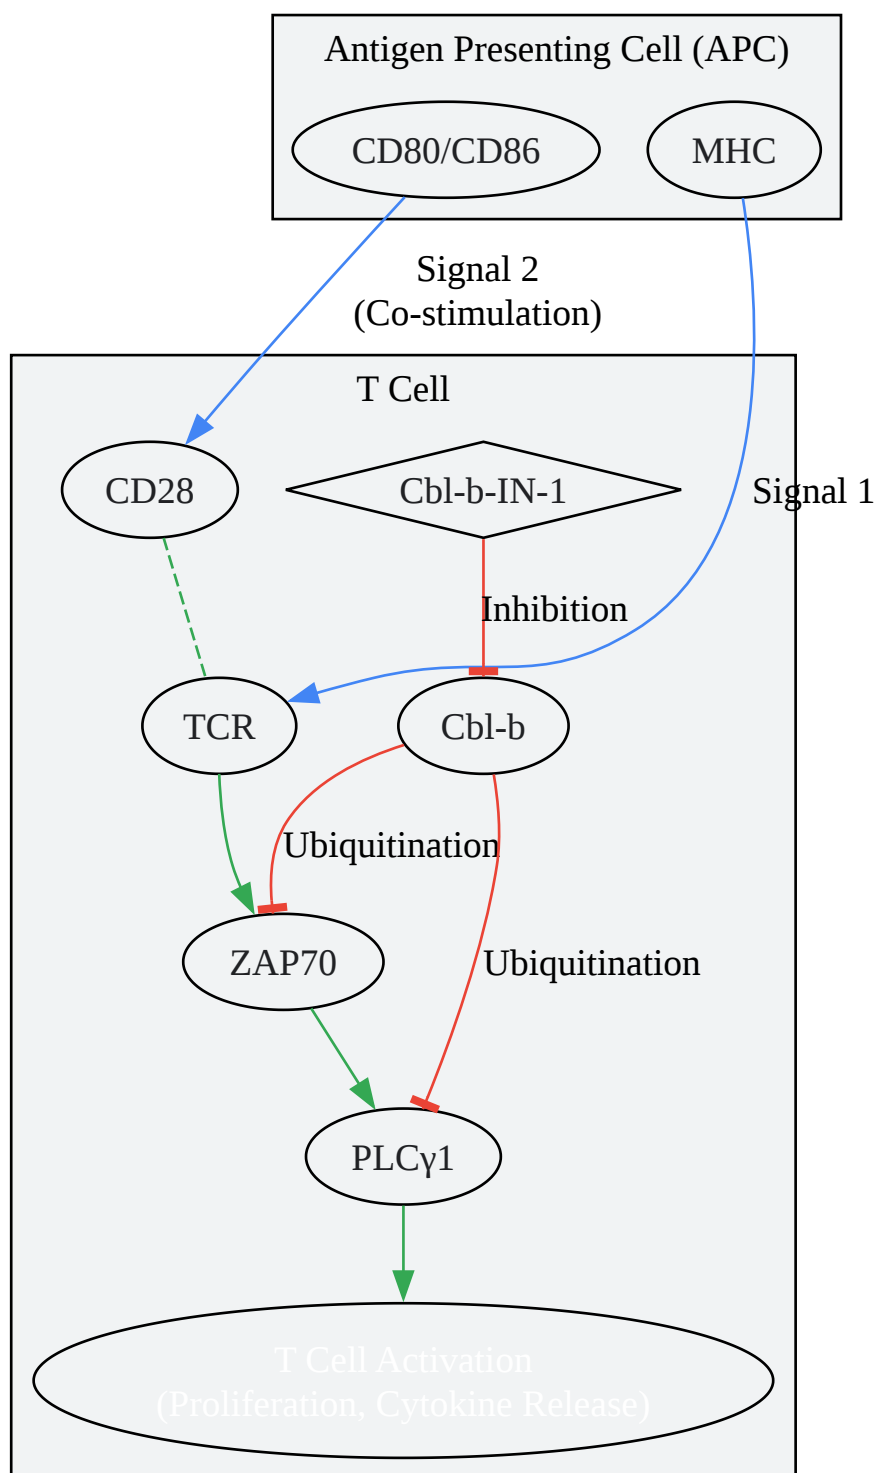 Antigen Presenting Cell (APC)
CD80/CD86
MHC
Signal 2
(Co-stimulation)
T Cell
CD28
Cbl-b-IN-1
Signal 1
Inhibition
TCR
Cbl-b
Ubiquitination
ZAP70
Ubiquitination
PLCγ1
T Cell Activation
(Proliferation, Cytokine Release)